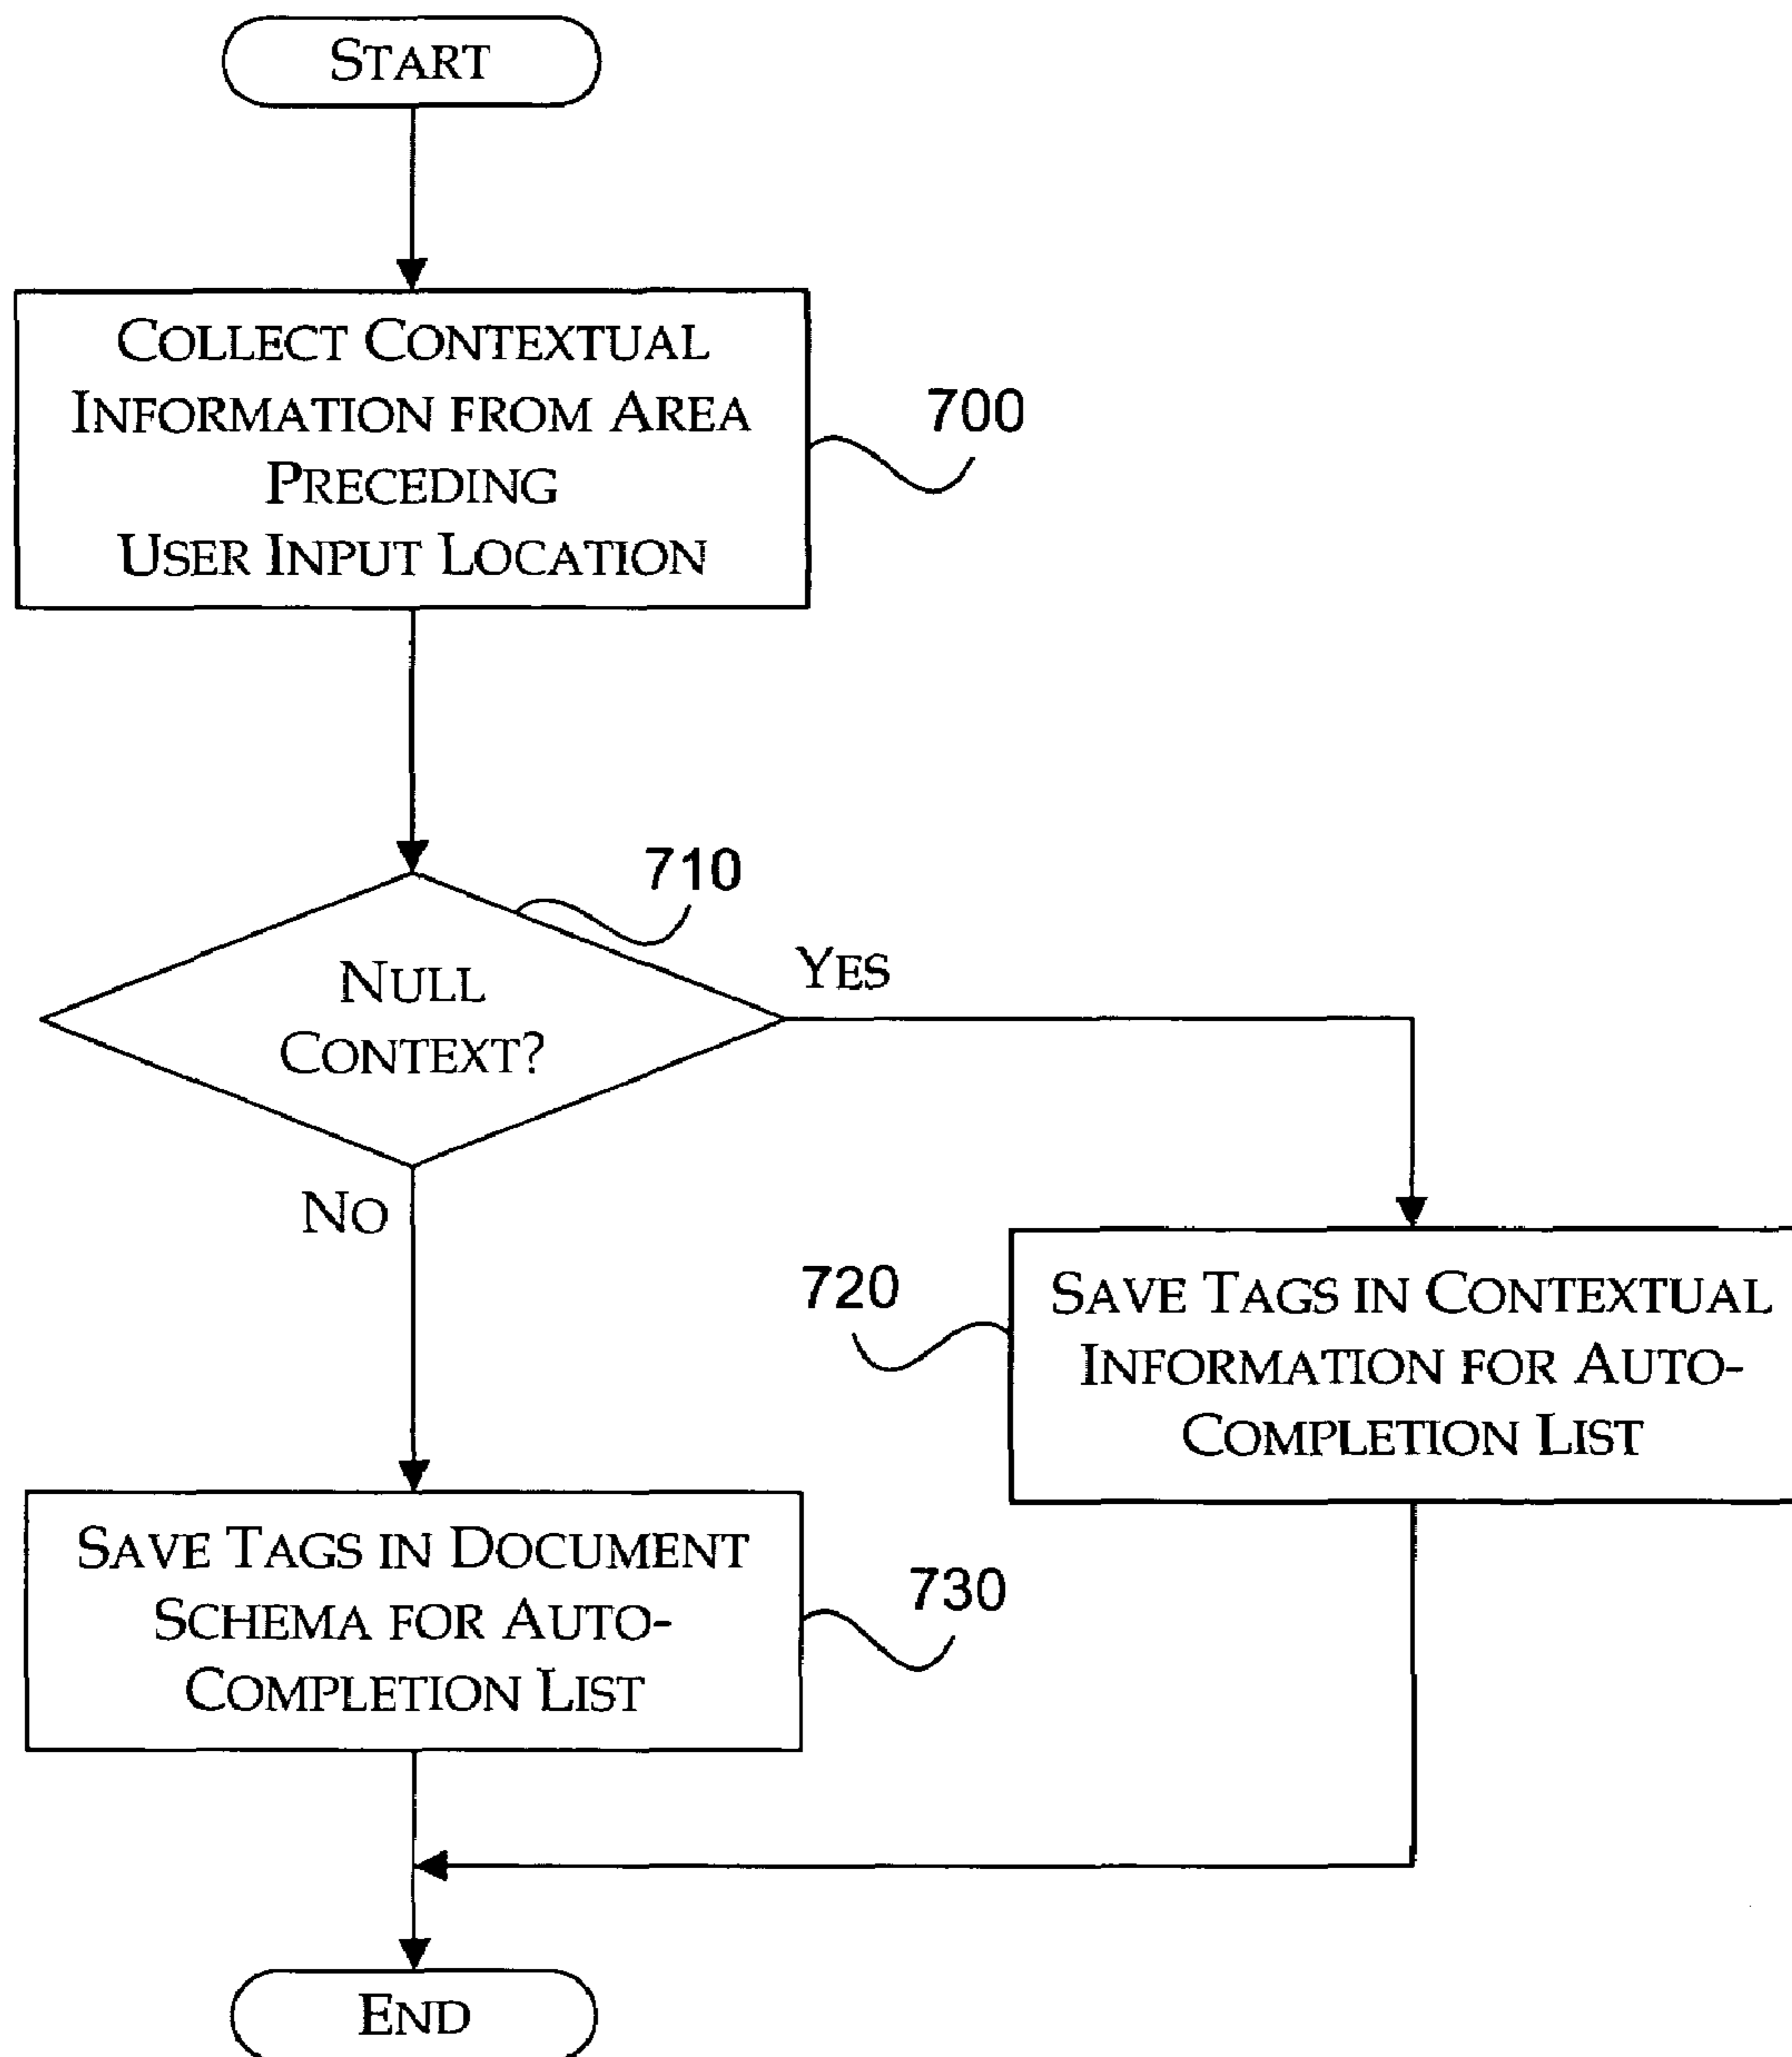 START
COLLECT CONTEXTUAL
INFORMATION FROM AREA
PRECEDING
USER INPUT LOCATION
700
710
NULL
CONTEXT?
YES
NO
720
SAVE TAGS IN CONTEXTUAL
INFORMATION FOR AUTO-
COMPLETION LIST
SAVE TAGS IN DOCUMENT
SCHEMA FOR AUTO-
COMPLETION LIST
730
END